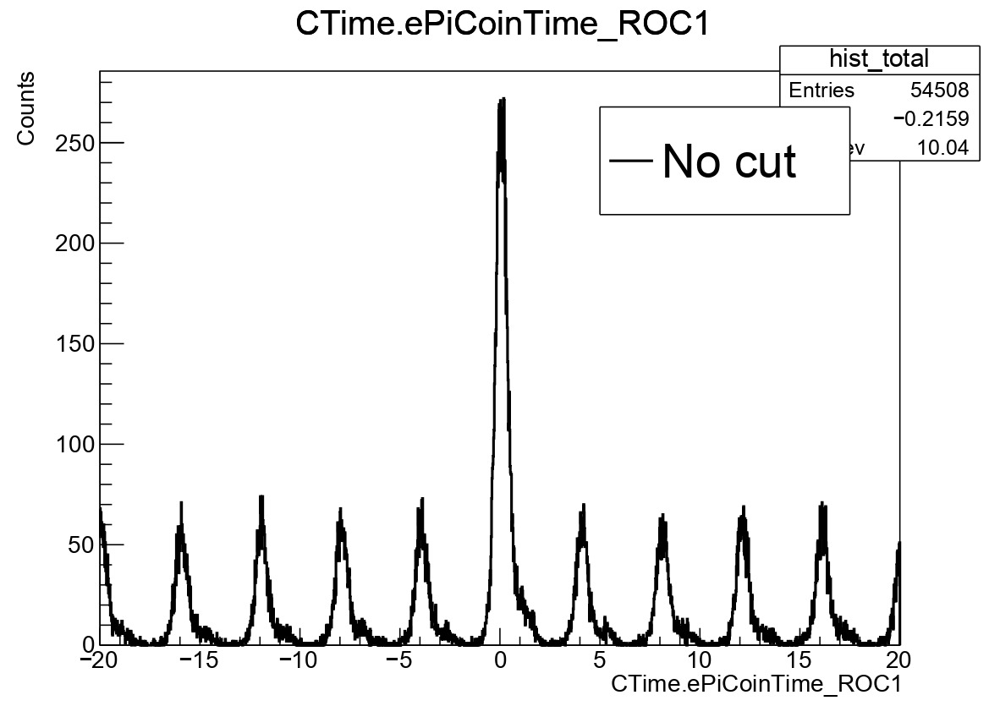 CTime.ePiCoinTime_ROC1
hist_total
Entries 54508
−0.2159
ev 10.04
No cut
Counts
250
200
150
100
50
0
−20 −15 −10 −5 0 5 10 15 20
CTime.ePiCoinTime_ROC1